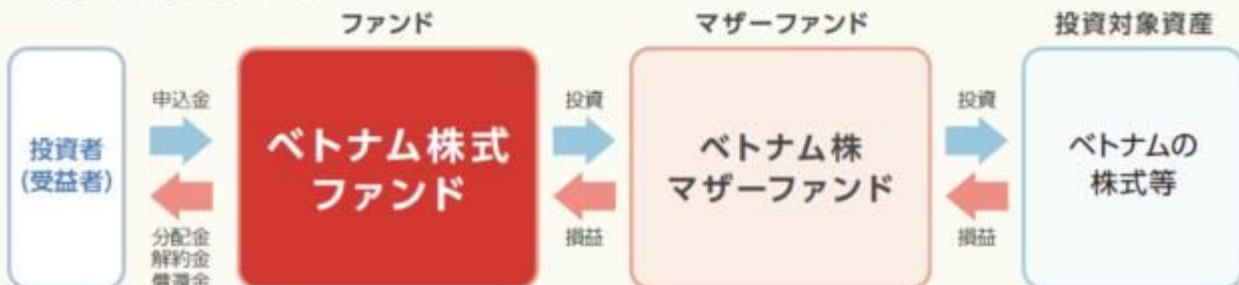 ファンド
マザーファンド
投資対象資産
投資者
(受益者)
申込金
分配金
解約金
償還金
ベトナム株式
ファンド
投資
損益
ベトナム株
マザーファンド
投資
損益
ベトナムの
株式等